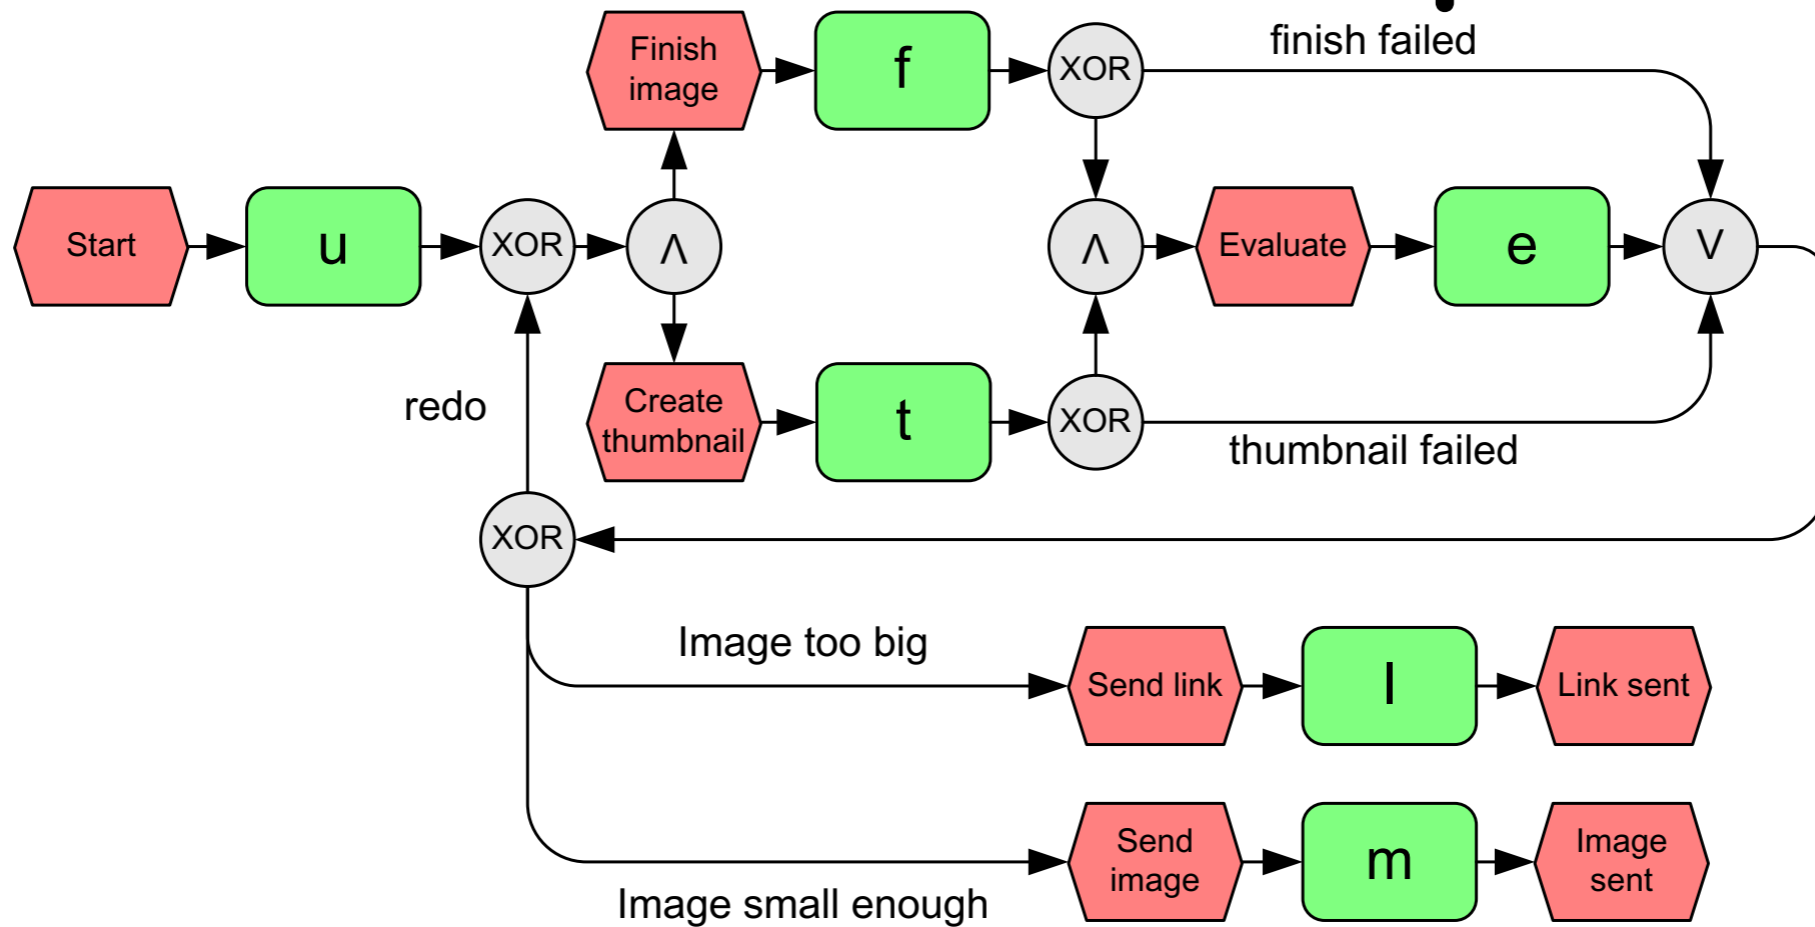 Finish
image
f
XOR
finish failed
Start
u
XOR
Λ
Λ
Evaluate
e
V
redo
Create
thumbnail
t
XOR
thumbnail failed
XOR
Image too big
Send link
l
Link sent
Send
image
m
Image
sent
Image small enough